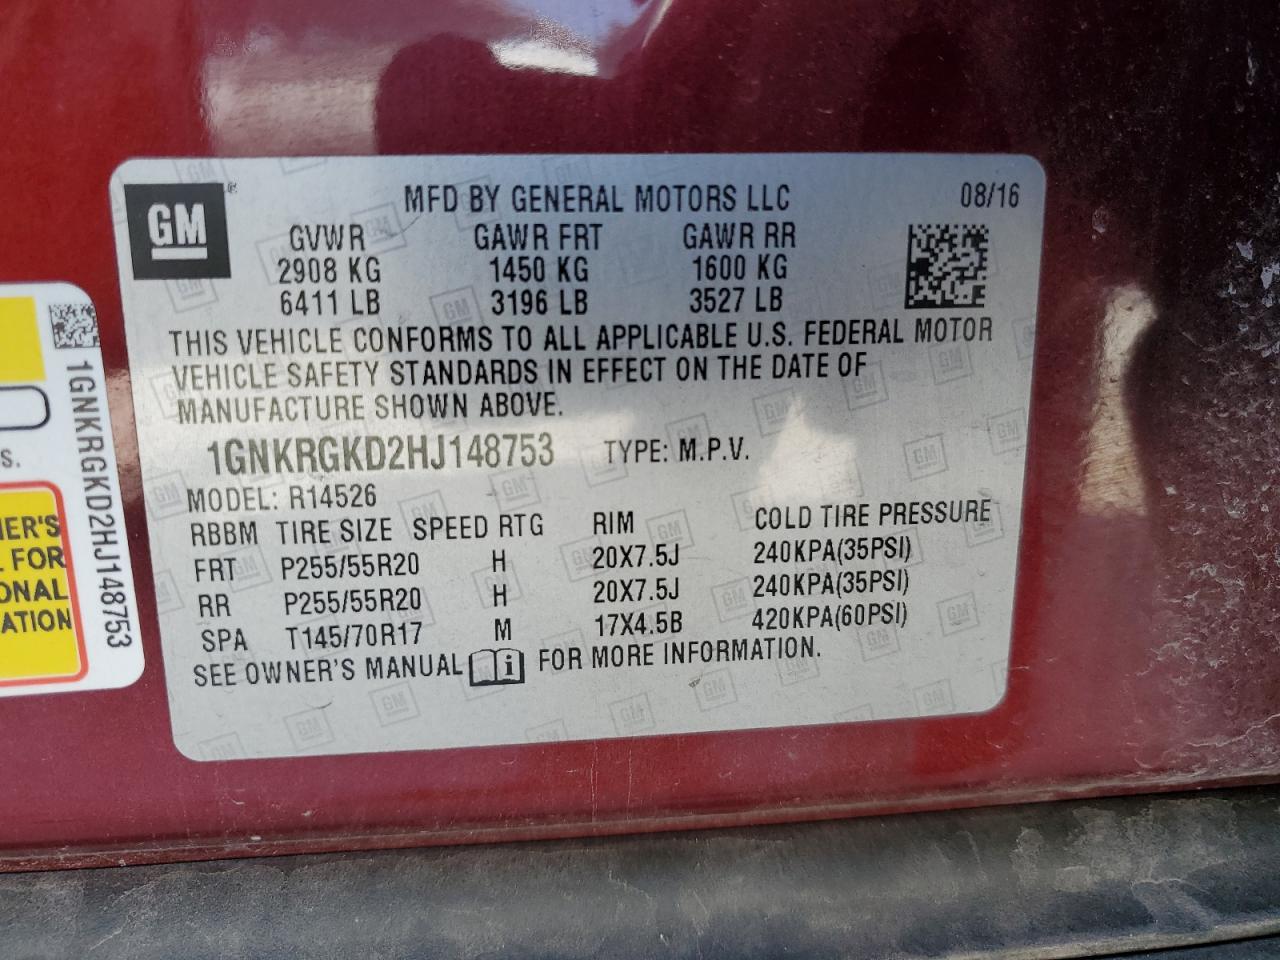 GM ®
MFD BY GENERAL MOTORS LLC 08/16
GVWR GAWR FRT GAWR RR
2908 KG 1450 KG 1600 KG
6411 LB 3196 LB 3527 LB
THIS VEHICLE CONFORMS TO ALL APPLICABLE U.S. FEDERAL MOTOR
VEHICLE SAFETY STANDARDS IN EFFECT ON THE DATE OF
MANUFACTURE SHOWN ABOVE.
1GNKRGKD2HJ148753 TYPE: M.P.V.
MODEL: R14526
RBBM TIRE SIZE SPEED RTG RIM COLD TIRE PRESSURE
FRT P255/55R20 H 20X7.5J 240KPA(35PSI)
RR P255/55R20 H 20X7.5J 240KPA(35PSI)
SPA T145/70R17 M 17X4.5B 420KPA(60PSI)
SEE OWNER'S MANUAL i FOR MORE INFORMATION.
1GNKRGKD2HJ148753
S.
IER'S
FOR
ONAL
ATION